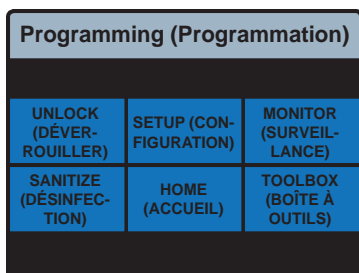 Programming (Programmation)
UNLOCK
(DÉVER-
ROUILLER)
SETUP (CON-
FIGURATION)
MONITOR
(SURVEIL-
LANCE)
SANITIZE
(DÉSINFEC-
TION)
HOME
(ACCUEIL)
TOOLBOX
(BOÎTE À
OUTILS)